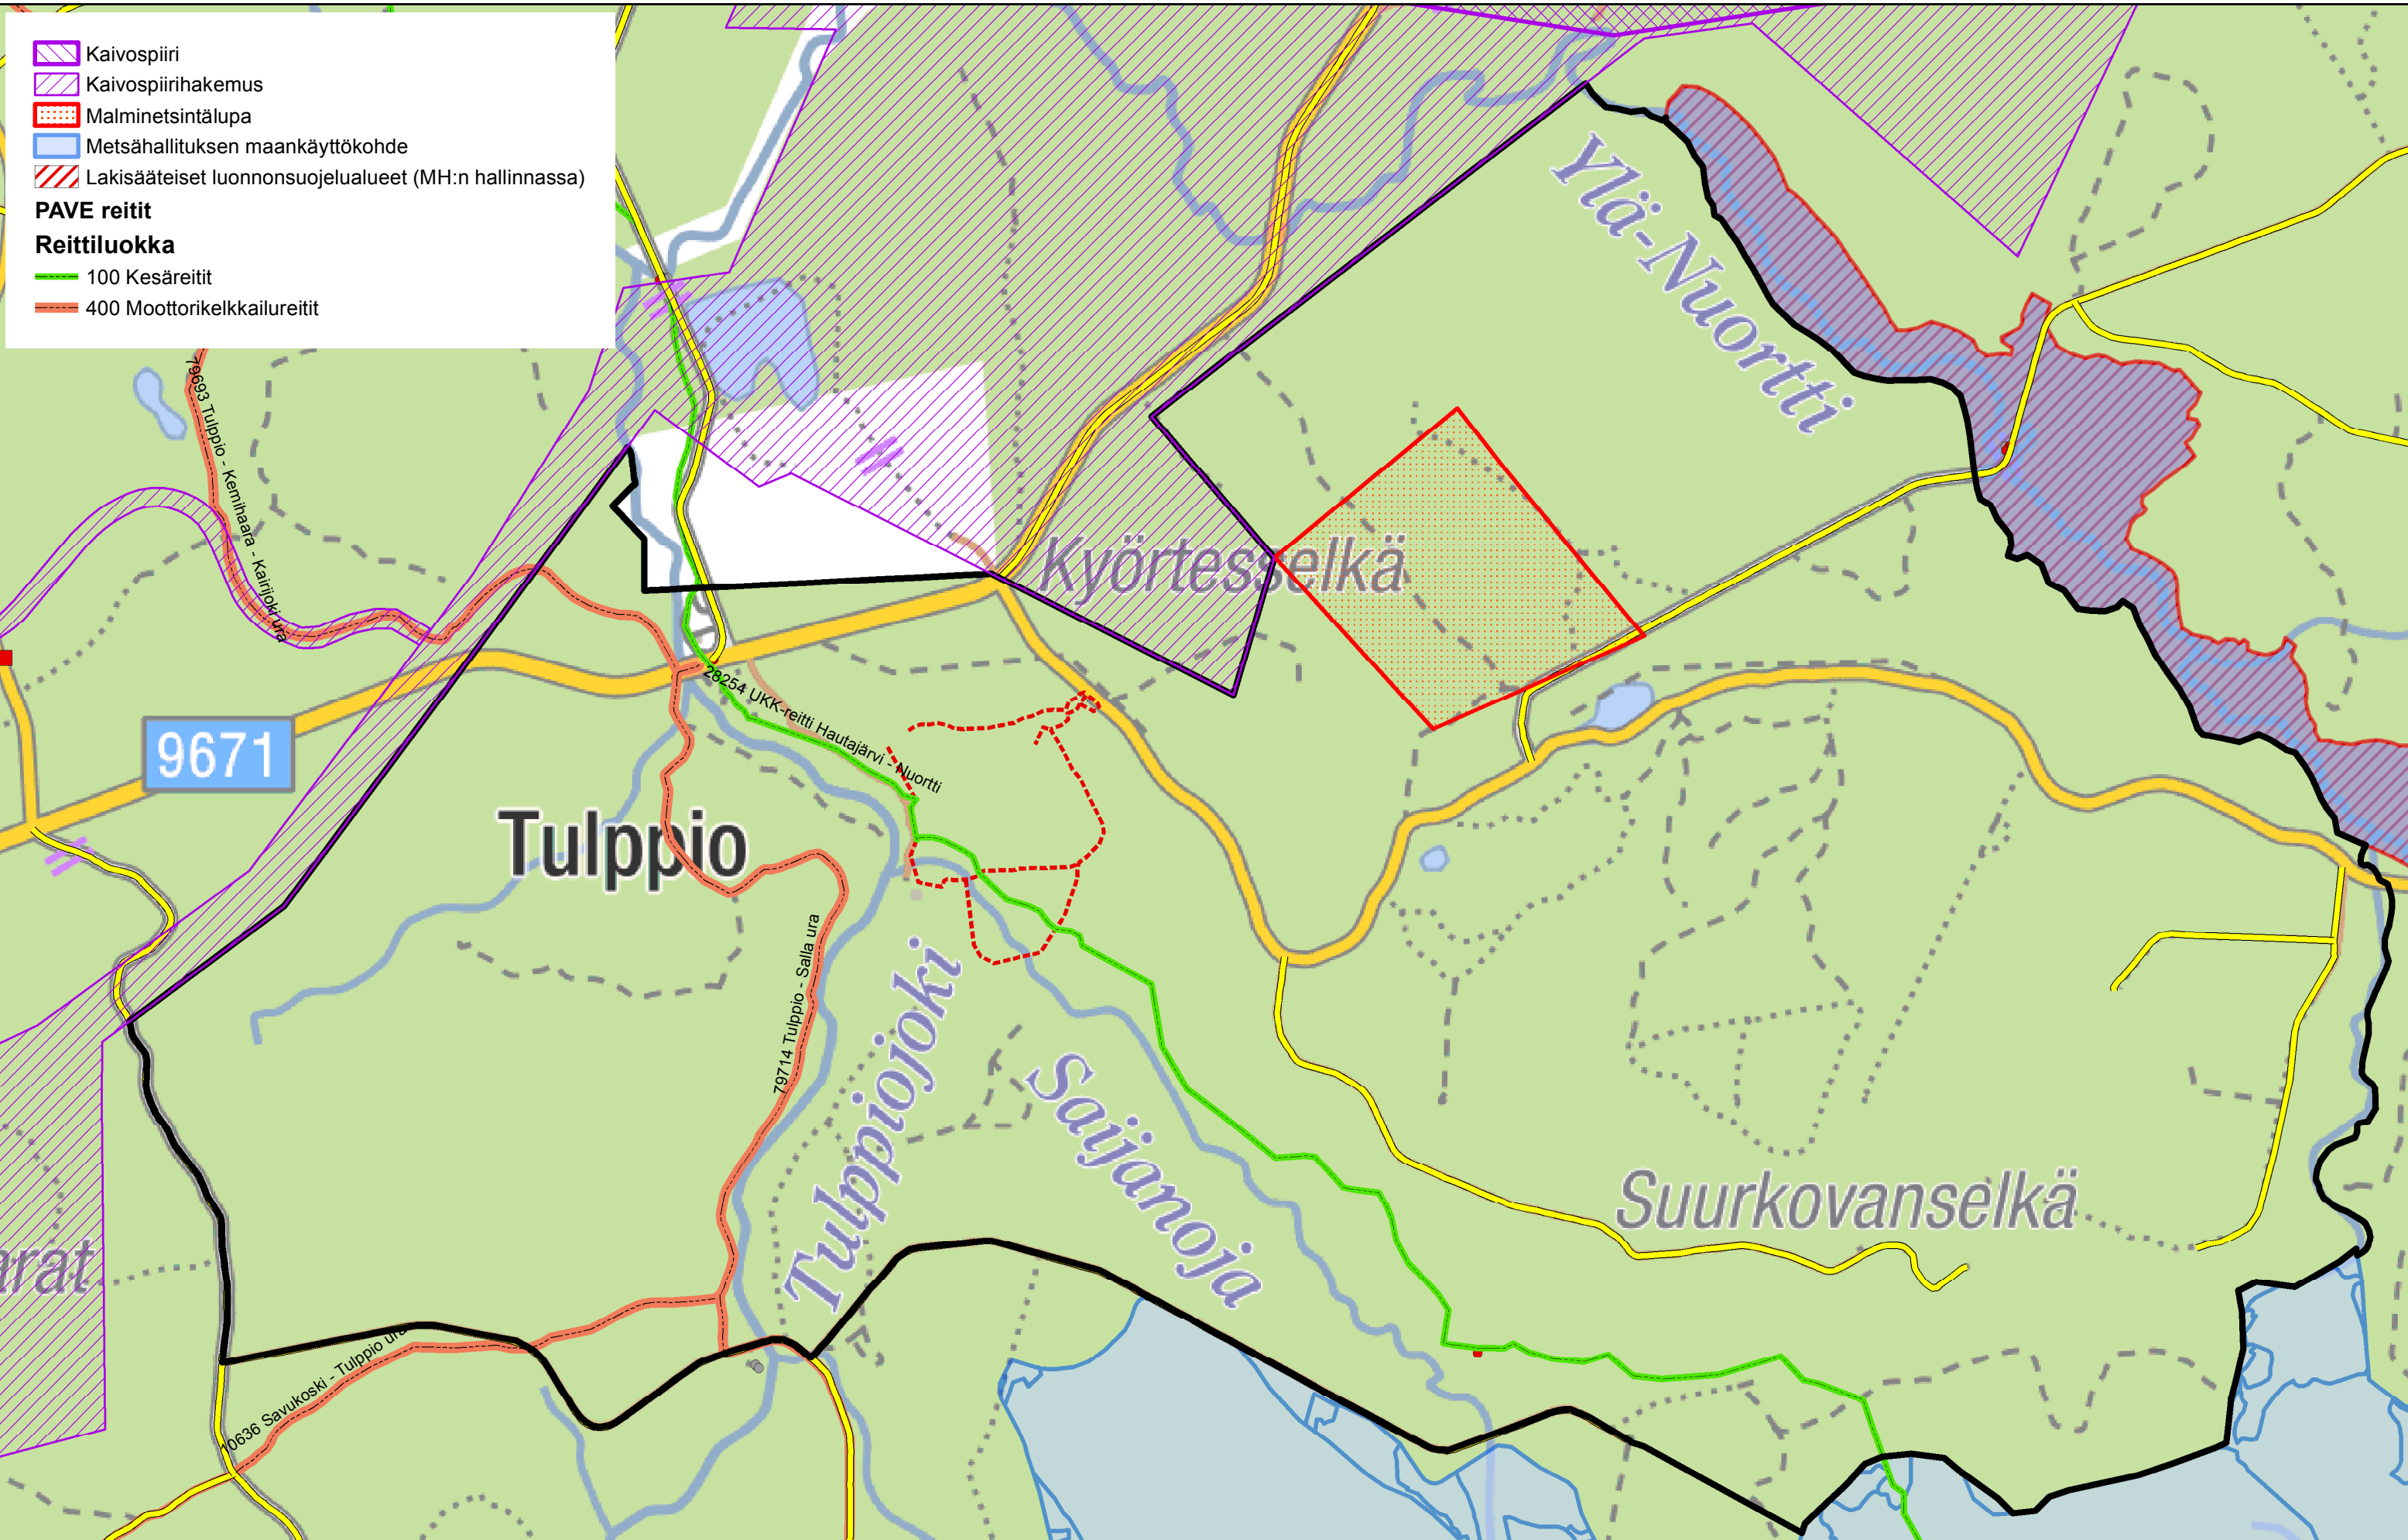 Kaivospiiri
Kaivospiirihakemus
Malminetsintälupa
Metsähallituksen maankäyttökohde
Lakisääteiset luonnonsuojelualueet (MH:n hallinnassa)
PAVE reitit
Reittiluokka
100 Kesäreitit
400 Moottorikelkkailureitit
Ylä-Nuortti
79693 Tulppio - Kemihaara - Kairijoki ura
Kyörtesselkä
28254 UKK-reitti Hautajärvi - Nuortti
9671
Tulppio
79714 Tulppio - Salla ura
Tulppiojoki
Saijanoja
Suurkovanselkä
arat
10636 Savukoski - Tulppio ura